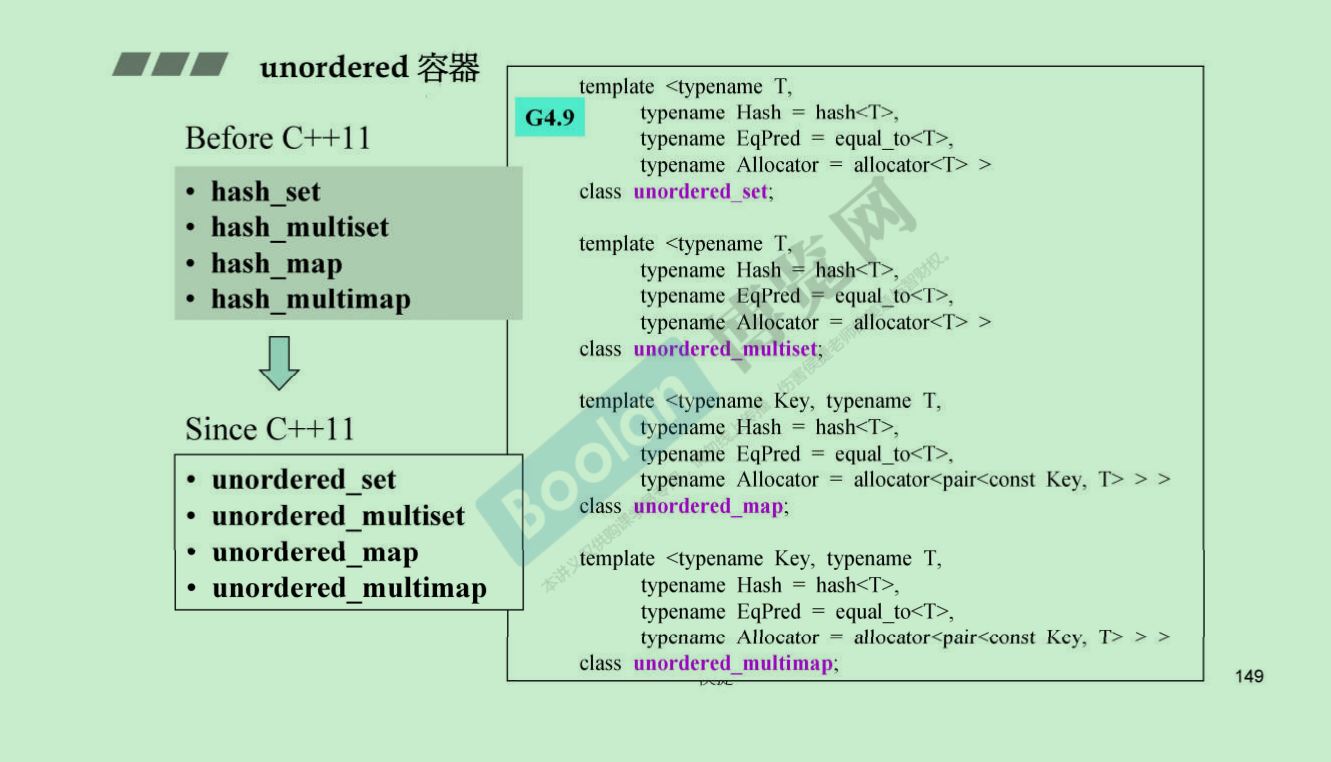 unordered 容器
Before C++11
• hash_set
• hash_multiset
• hash_map
• hash_multimap
Since C++11
• unordered_set
• unordered_multiset
• unordered_map
• unordered_multimap
G4.9
template <typename T,
typename Hash = hash<T>,
typename EqPred = equal_to<T>,
typename Allocator = allocator<T> >
class unordered_set;
template <typename T,
typename Hash = hash<T>,
typename EqPred = equal_to<T>,
typename Allocator = allocator<T> >
class unordered_multiset;
template <typename Key, typename T,
typename Hash = hash<T>,
typename EqPred = equal_to<T>,
typename Allocator = allocator<pair<const Key, T> > >
class unordered_map;
template <typename Key, typename T,
typename Hash = hash<T>,
typename EqPred = equal_to<T>,
typename Allocator = allocator<pair<const Key, T> > >
class unordered_multimap;
Boolan 博览网
149